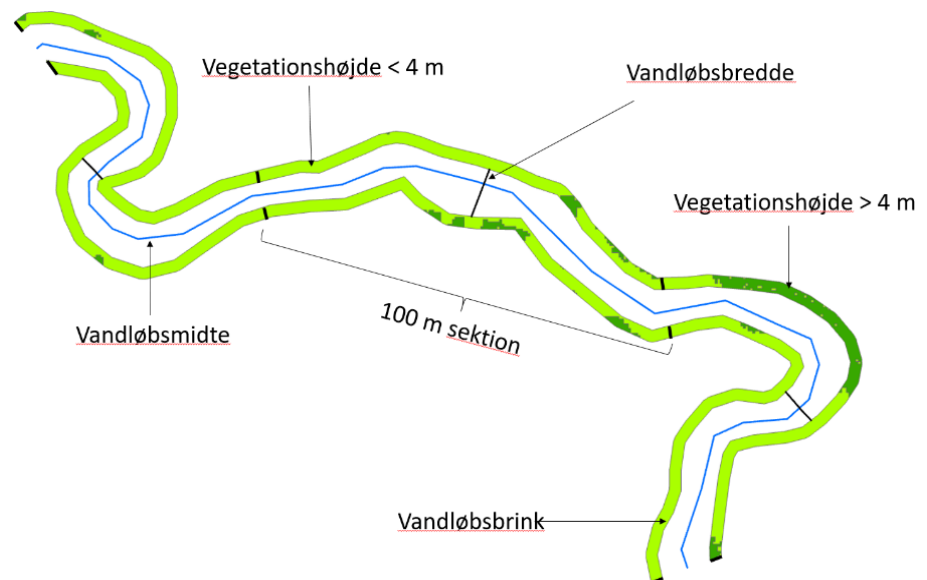 Vegetationshøjde < 4 m
Vandløbsbredde
Vegetationshøjde > 4 m
100 m sektion
Vandløbsmidte
Vandløbsbrink